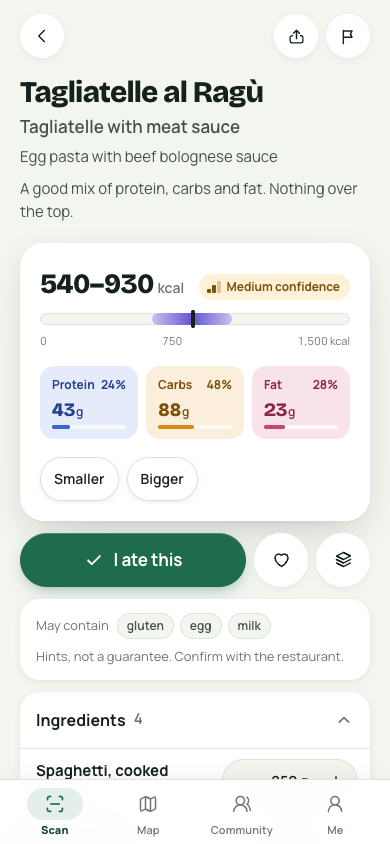 Tagliatelle al Ragù
Tagliatelle with meat sauce
Egg pasta with beef bolognese sauce
A good mix of protein, carbs and fat. Nothing over
the top.
540–930 kcal
Medium confidence
0 750 1,500 kcal
Protein 24%
43g
Carbs 48%
88g
Fat 28%
23g
Smaller Bigger
I ate this
May contain gluten egg milk
Hints, not a guarantee. Confirm with the restaurant.
Ingredients 4
Spaghetti, cooked
Scan Map Community Me